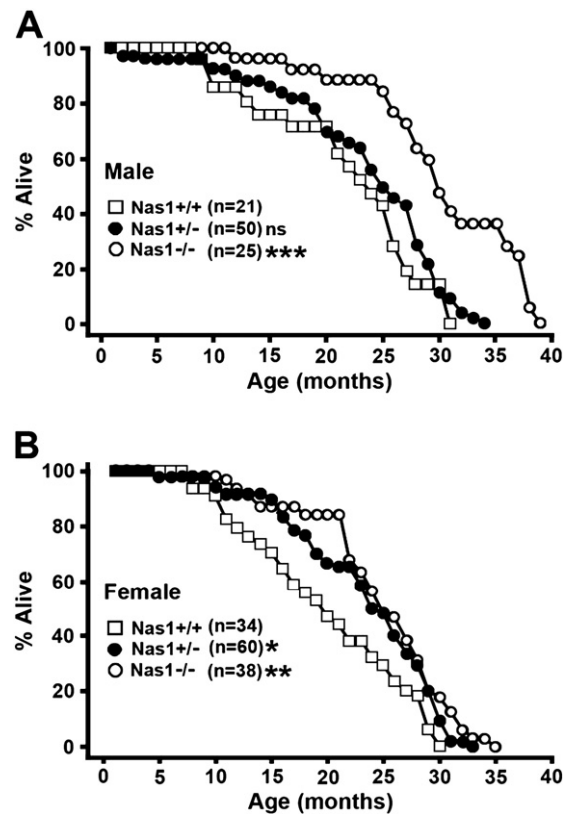 A
% Alive
100
80
60
40
20
0
Male
Nas1+/+ (n=21)
Nas1+/- (n=50) ns
Nas1-/- (n=25) ***
0 5 10 15 20 25 30 35 40
Age (months)
B
% Alive
100
80
60
40
20
0
Female
Nas1+/+ (n=34)
Nas1+/- (n=60) *
Nas1-/- (n=38) **
0 5 10 15 20 25 30 35 40
Age (months)